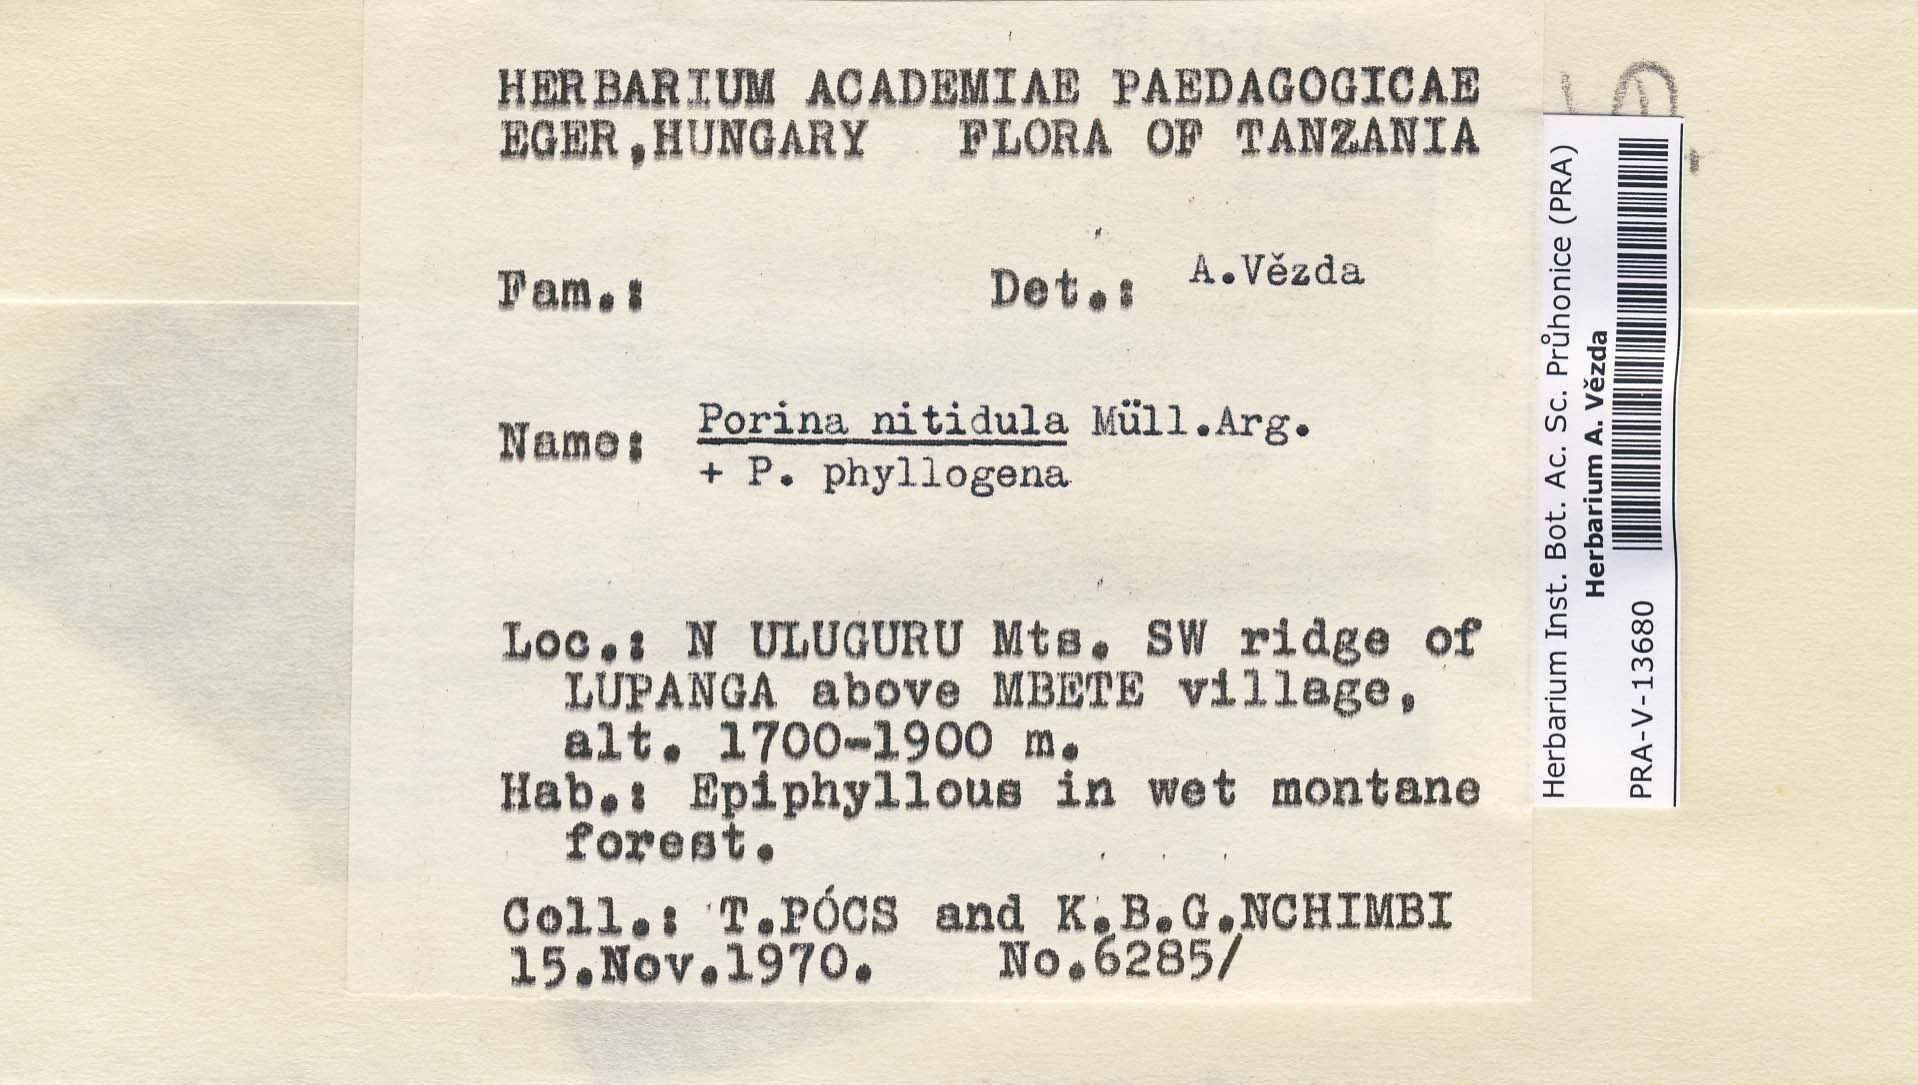 HERBARIUM ACADEMIAE PAEDAGOGICAE
EGER,HUNGARY FLORA OF TANZANIA
Fam.: Det.: A.Vězda
Name: Porina nitidula Müll.Arg.
+ P. phyllogena
Loc.: N ULUGURU Mts. SW ridge of
LUPANGA above MBETE village,
alt. 1700-1900 m.
Hab.: Epiphyllous in wet montane
forest.
Coll.: T.PÓCS and K.B.G.NCHIMBI
15.Nov.1970. No.6285/
Herbarium Inst. Bot. Ac. Sc. Průhonice (PRA)
Herbarium A. Vězda
PRA-V-13680